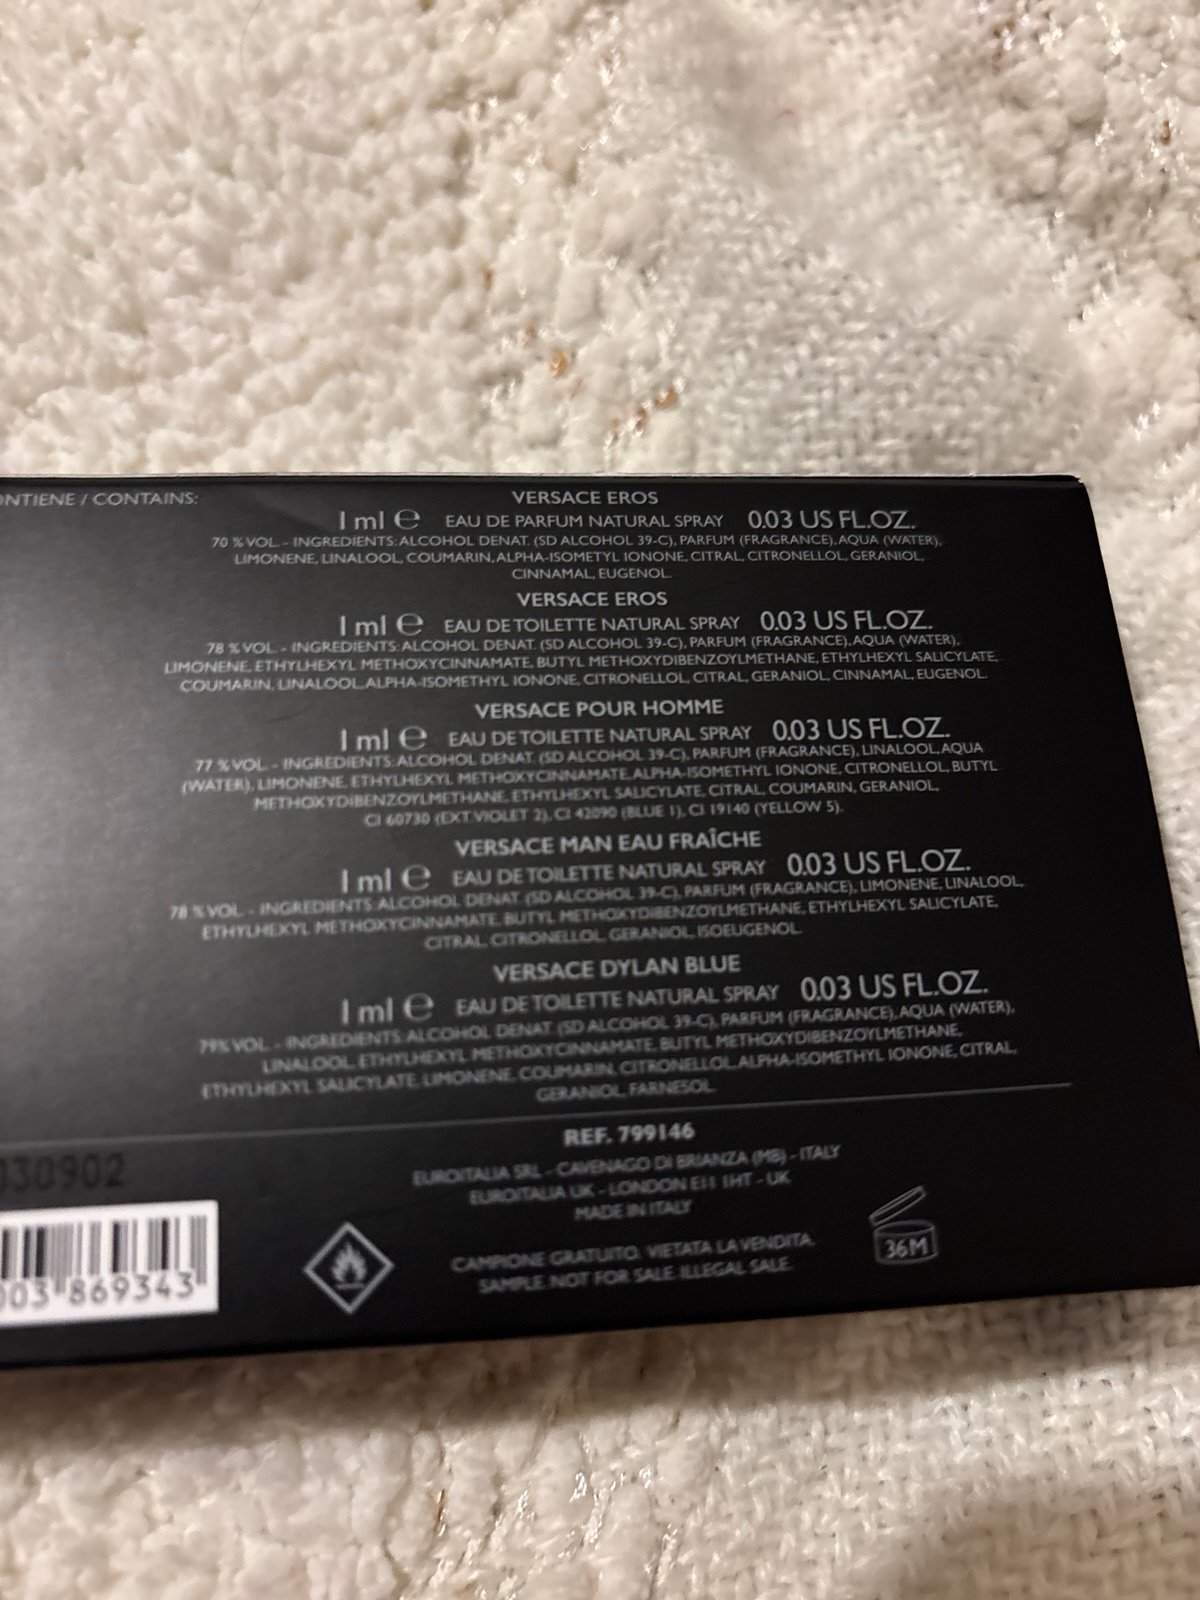 ONTIENE / CONTAINS:
VERSACE EROS
1 ml ℮ EAU DE PARFUM NATURAL SPRAY 0.03 US FL.OZ.
70 % VOL. - INGREDIENTS: ALCOHOL DENAT. (SD ALCOHOL 39-C), PARFUM (FRAGRANCE), AQUA (WATER),
LIMONENE, LINALOOL, COUMARIN, ALPHA-ISOMETYL IONONE, CITRAL, CITRONELLOL, GERANIOL,
CINNAMAL, EUGENOL.
VERSACE EROS
1 ml ℮ EAU DE TOILETTE NATURAL SPRAY 0.03 US FL.OZ.
78 % VOL - INGREDIENTS: ALCOHOL DENAT. (SD ALCOHOL 39-C), PARFUM (FRAGRANCE), AQUA (WATER),
LIMONENE, ETHYLHEXYL METHOXYCINNAMATE, BUTYL METHOXYDIBENZOYLMETHANE, ETHYLHEXYL SALICYLATE,
COUMARIN, LINALOOL, ALPHA-ISOMETHYL IONONE, CITRONELLOL, CITRAL, GERANIOL, CINNAMAL, EUGENOL.
VERSACE POUR HOMME
1 ml ℮ EAU DE TOILETTE NATURAL SPRAY 0.03 US FL.OZ.
77 % VOL - INGREDIENTS: ALCOHOL DENAT. (SD ALCOHOL 39-C), PARFUM (FRAGRANCE), LINALOOL, AQUA
(WATER), LIMONENE, ETHYLHEXYL METHOXYCINNAMATE, ALPHA-ISOMETHYL IONONE, CITRONELLOL, BUTYL
METHOXYDIBENZOYLMETHANE, ETHYLHEXYL SALICYLATE, CITRAL, COUMARIN, GERANIOL,
CI 60730 (EXT. VIOLET 2), CI 42090 (BLUE 1), CI 19140 (YELLOW 5).
VERSACE MAN EAU FRAÎCHE
1 ml ℮ EAU DE TOILETTE NATURAL SPRAY 0.03 US FL.OZ.
78 % VOL - INGREDIENTS: ALCOHOL DENAT. (SD ALCOHOL 39-C), PARFUM (FRAGRANCE), LIMONENE, LINALOOL,
ETHYLHEXYL METHOXYCINNAMATE, BUTYL METHOXYDIBENZOYLMETHANE, ETHYLHEXYL SALICYLATE,
CITRAL, CITRONELLOL, GERANIOL, ISOEUGENOL.
VERSACE DYLAN BLUE
1 ml ℮ EAU DE TOILETTE NATURAL SPRAY 0.03 US FL.OZ.
79% VOL. - INGREDIENTS: ALCOHOL DENAT. (SD ALCOHOL 39-C), PARFUM (FRAGRANCE), AQUA (WATER),
LINALOOL, ETHYLHEXYL METHOXYCINNAMATE, BUTYL METHOXYDIBENZOYLMETHANE,
ETHYLHEXYL SALICYLATE, LIMONENE, COUMARIN, CITRONELLOL, ALPHA-ISOMETHYL IONONE, CITRAL,
GERANIOL, FARNESOL.
REF. 799146
030902
EUROITALIA SRL - CAVENAGO DI BRIANZA (MB) - ITALY
EUROITALIA UK - LONDON E11 1HT - UK
MADE IN ITALY
CAMPIONE GRATUITO. VIETATA LA VENDITA.
SAMPLE. NOT FOR SALE. ILLEGAL SALE.
36M
003 869343